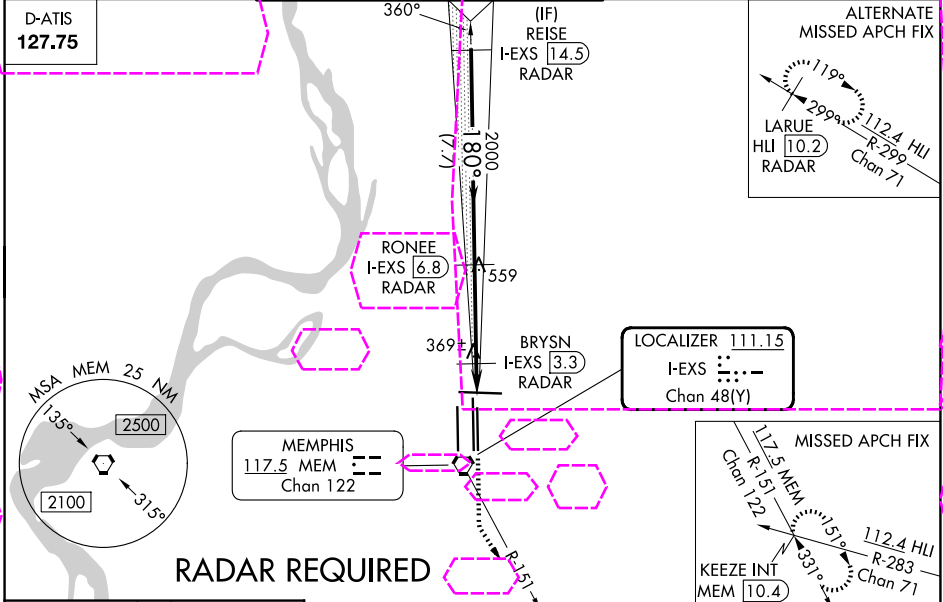 D-ATIS
127.75
360°
(IF)
REISE
I-EXS 14.5
RADAR
2000
180°
(7.7)
ALTERNATE
MISSED APCH FIX
119°
299°
LARUE
HLI 10.2
RADAR
112.4 HLI
R-299
Chan 71
RONEE
I-EXS 6.8
RADAR
559
369±
BRYSN
I-EXS 3.3
RADAR
LOCALIZER 111.15
I-EXS
Chan 48(Y)
MSA MEM 25 NM
135°
2500
2100
315°
MEMPHIS
117.5 MEM
Chan 122
R-151
RADAR REQUIRED
MISSED APCH FIX
117.5 MEM
R-151
Chan 122
151°
331°
112.4 HLI
R-283
Chan 71
KEEZE INT
MEM 10.4